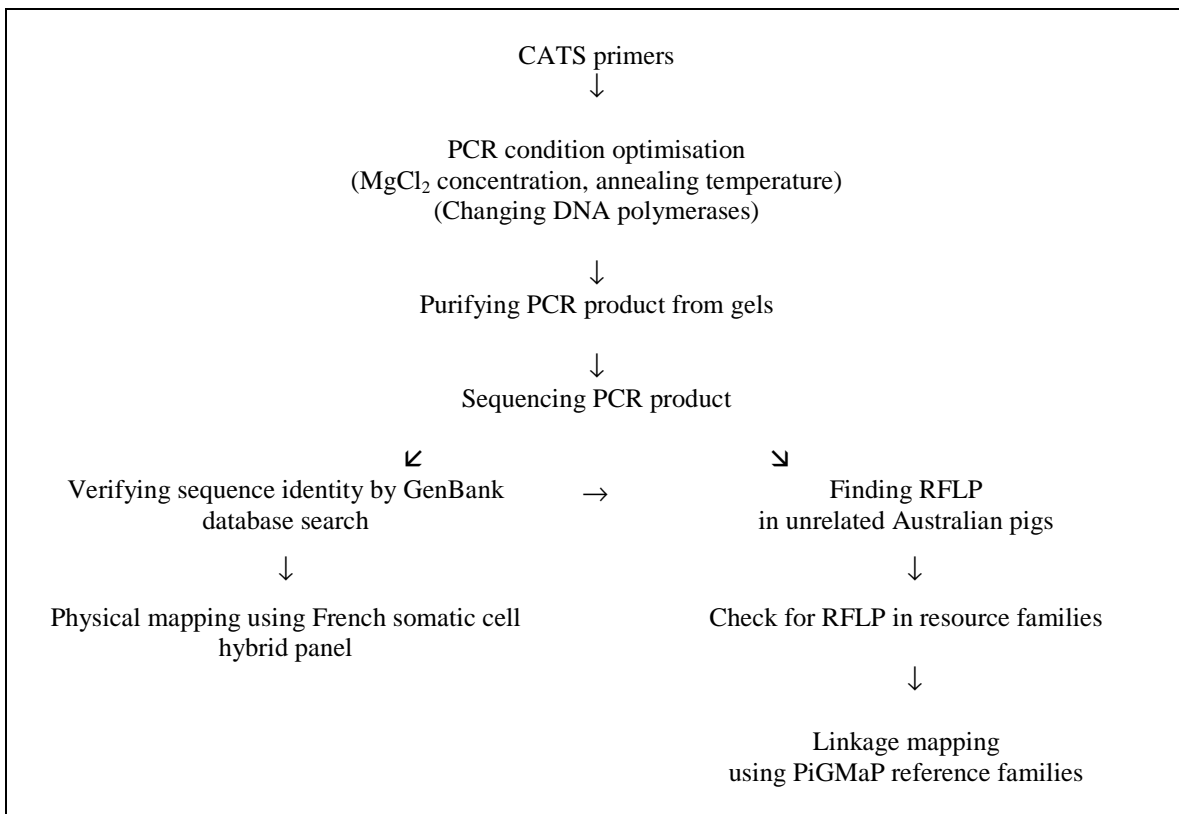 CATS primers
↓
PCR condition optimisation
(MgCl₂ concentration, annealing temperature)
(Changing DNA polymerases)
↓
Purifying PCR product from gels
↓
Sequencing PCR product
↙ ↘
Verifying sequence identity by GenBank
database search
→
Finding RFLP
in unrelated Australian pigs
↓ ↓
Physical mapping using French somatic cell
hybrid panel
Check for RFLP in resource families
↓
Linkage mapping
using PiGMaP reference families